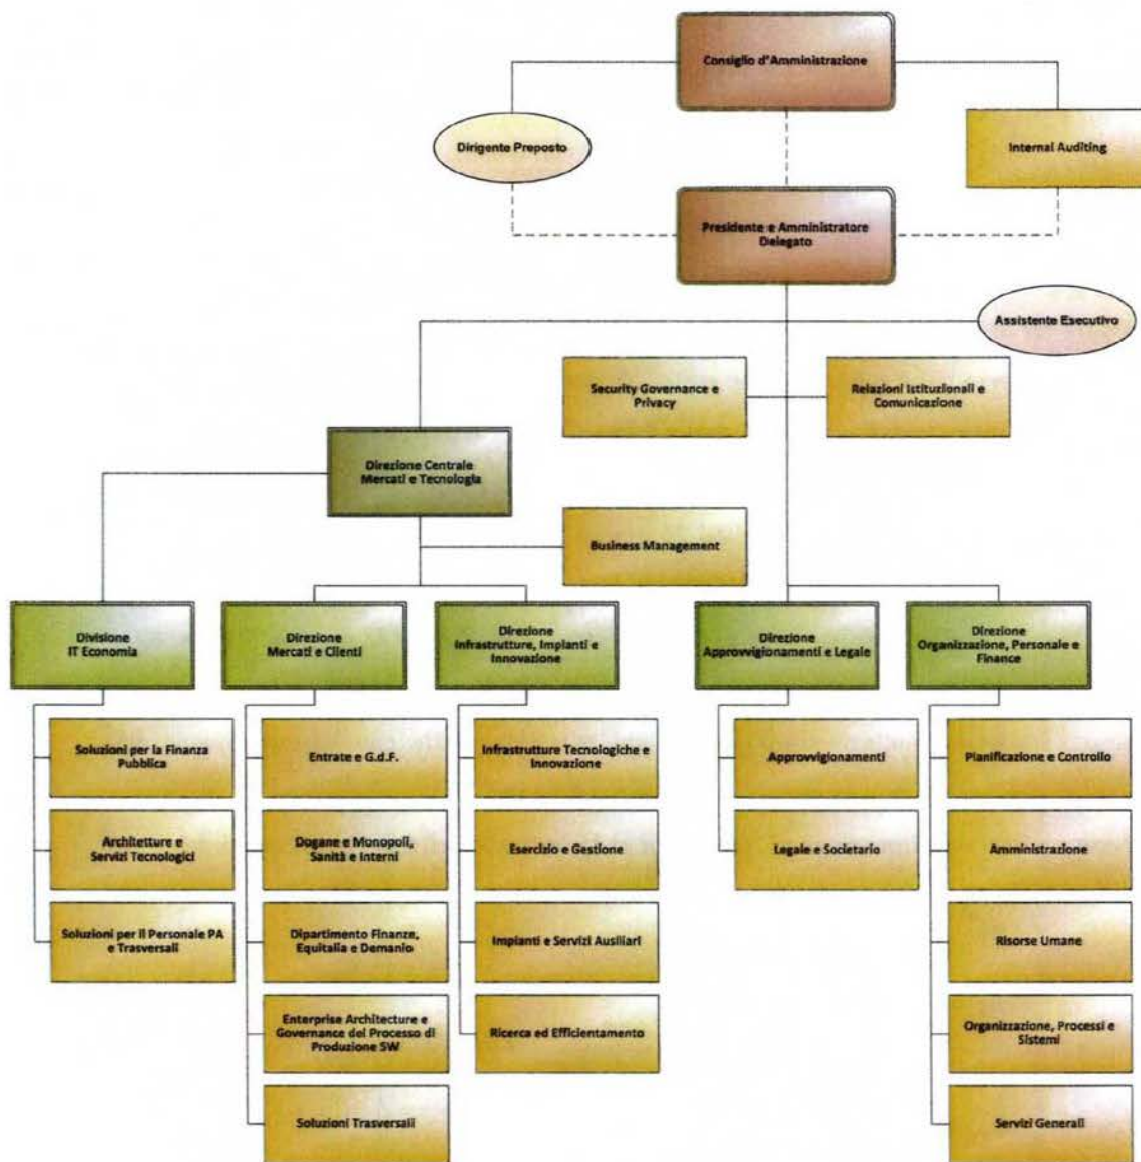 Consiglio d'Amministrazione
Dirigente Preposto
Internal Auditing
Presidente e Amministratore
Delegato
Assistente Esecutivo
Security Governance e
Privacy
Relazioni Istituzionali e
Comunicazione
Direzione Centrale
Mercati e Tecnologia
Business Management
Divisione
IT Economia
Direzione
Mercati e Clienti
Direzione
Infrastrutture, Impianti e
Innovazione
Direzione
Approvvigionamenti e Legale
Direzione
Organizzazione, Personale e
Finance
Soluzioni per la Finanza
Pubblica
Architetture e
Servizi Tecnologici
Soluzioni per il Personale PA
e Trasversali
Entrate e G.d.F.
Dogane e Monopoli,
Sanità e Interni
Dipartimento Finanze,
Equitalia e Demanio
Enterprise Architecture e
Governance del Processo di
Produzione SW
Soluzioni Trasversali
Infrastrutture Tecnologiche e
Innovazione
Esercizio e Gestione
Impianti e Servizi Ausiliari
Ricerca ed Efficientamento
Approvvigionamenti
Legale e Societario
Planificazione e Controllo
Amministrazione
Risorse Umane
Organizzazione, Processi e
Sistemi
Servizi Generali